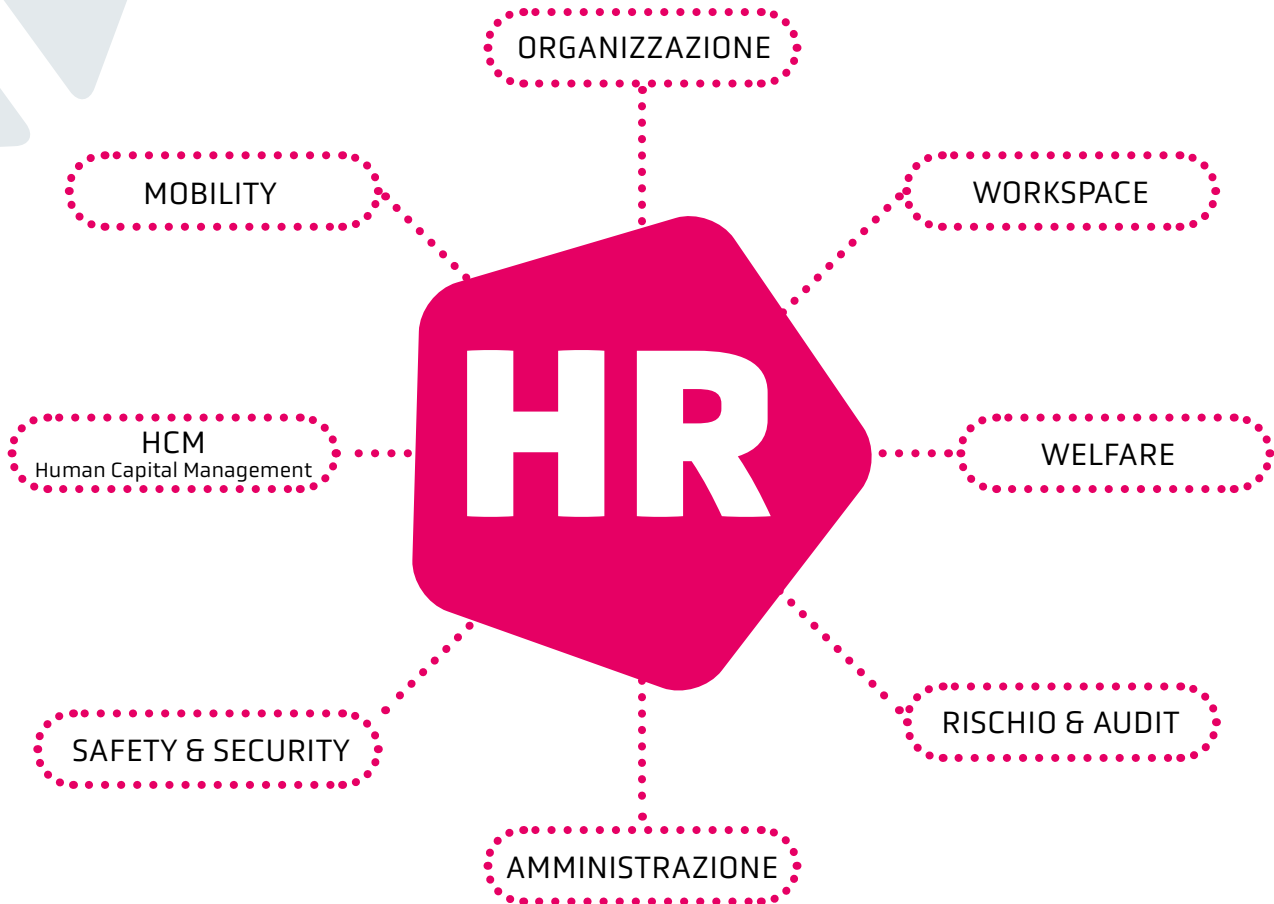 ORGANIZZAZIONE
MOBILITY
WORKSPACE
HR
HCM
Human Capital Management
WELFARE
SAFETY & SECURITY
RISCHIO & AUDIT
AMMINISTRAZIONE